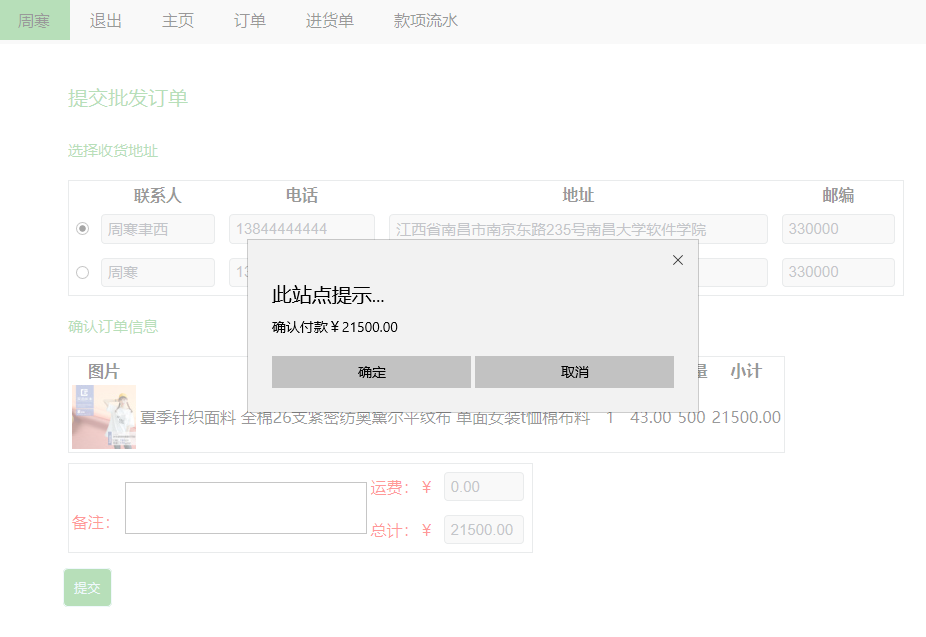 周寒 退出 主页 订单 进货单 款项流水
提交批发订单
选择收货地址
联系人 电话 地址 邮编
周寒聿西 13844444444 江西省南昌市南京东路235号南昌大学软件学院 330000
周寒 13 330000
此站点提示...
确认付款￥21500.00
确定 取消
确认订单信息
图片 量 小计
夏季针织面料 全棉26支紧密纺奥黛尔平纹布 单面女装t恤棉布料 1 43.00 500 21500.00
备注： 运费：￥ 0.00
总计：￥ 21500.00
提交